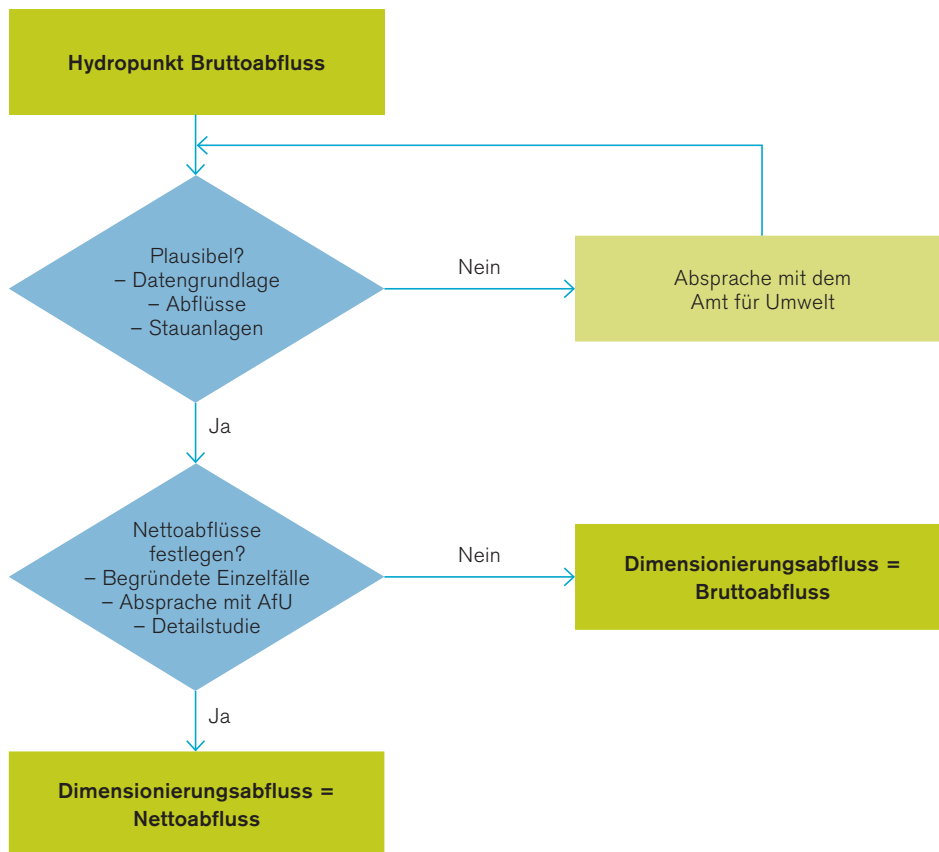 Hydropunkt Bruttoabfluss
Plausibel?
– Datengrundlage
– Abflüsse
– Stauanlagen
Nein
Absprache mit dem
Amt für Umwelt
Ja
Nettoabflüsse
festlegen?
– Begründete Einzelfälle
– Absprache mit AfU
– Detailstudie
Nein
Dimensionierungsabfluss =
Bruttoabfluss
Ja
Dimensionierungsabfluss =
Nettoabfluss